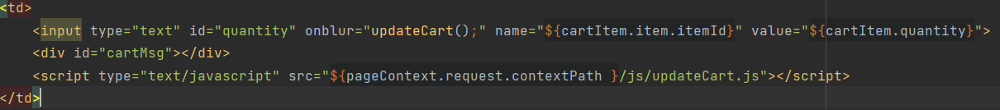 <td>
<input type="text" id="quantity" onblur="updateCart();" name="${cartItem.item.itemId}" value="${cartItem.quantity}">
<div id="cartMsg"></div>
<script type="text/javascript" src="${pageContext.request.contextPath }/js/updateCart.js"></script>
</td>